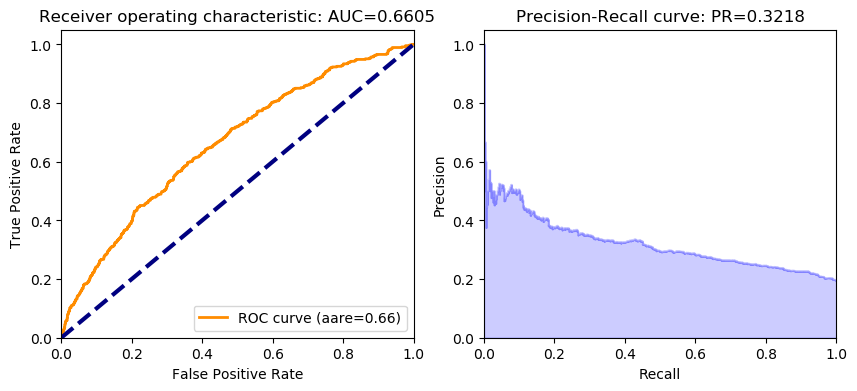 Receiver operating characteristic: AUC=0.6605
True Positive Rate
1.0
0.8
0.6
0.4
0.2
0.0
ROC curve (aare=0.66)
0.0 0.2 0.4 0.6 0.8 1.0
False Positive Rate
Precision-Recall curve: PR=0.3218
Precision
1.0
0.8
0.6
0.4
0.2
0.0
0.0 0.2 0.4 0.6 0.8 1.0
Recall